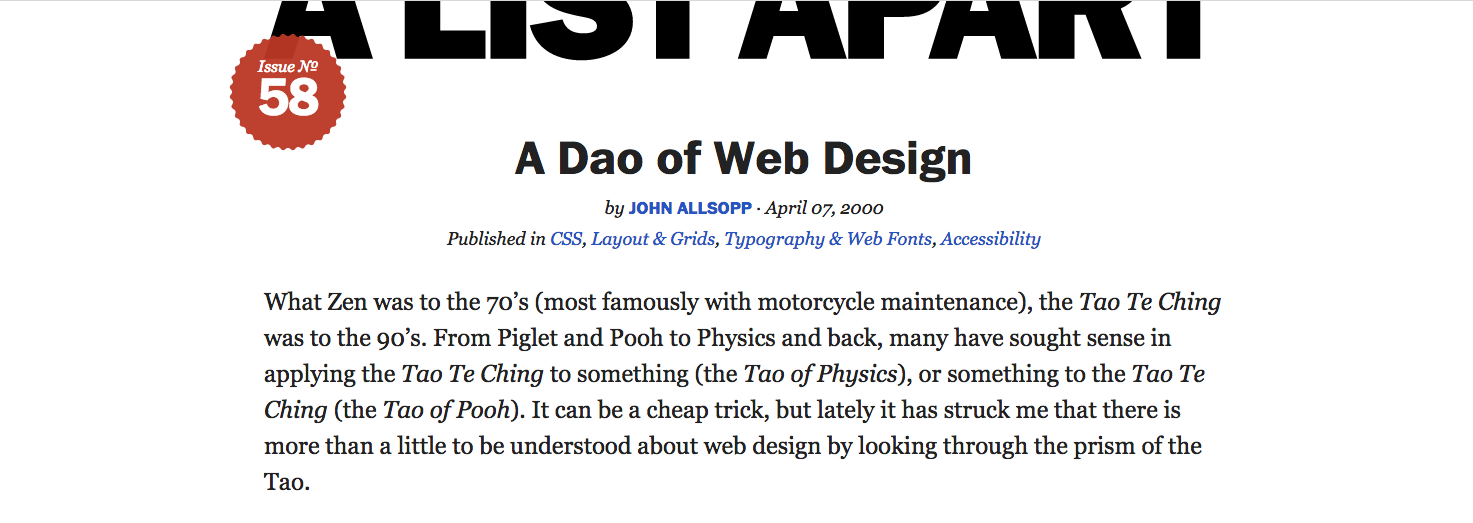 A LIST APART
Issue Nº
58
A Dao of Web Design
by JOHN ALLSOPP · April 07, 2000
Published in CSS, Layout & Grids, Typography & Web Fonts, Accessibility
What Zen was to the 70’s (most famously with motorcycle maintenance), the Tao Te Ching
was to the 90’s. From Piglet and Pooh to Physics and back, many have sought sense in
applying the Tao Te Ching to something (the Tao of Physics), or something to the Tao Te
Ching (the Tao of Pooh). It can be a cheap trick, but lately it has struck me that there is
more than a little to be understood about web design by looking through the prism of the
Tao.